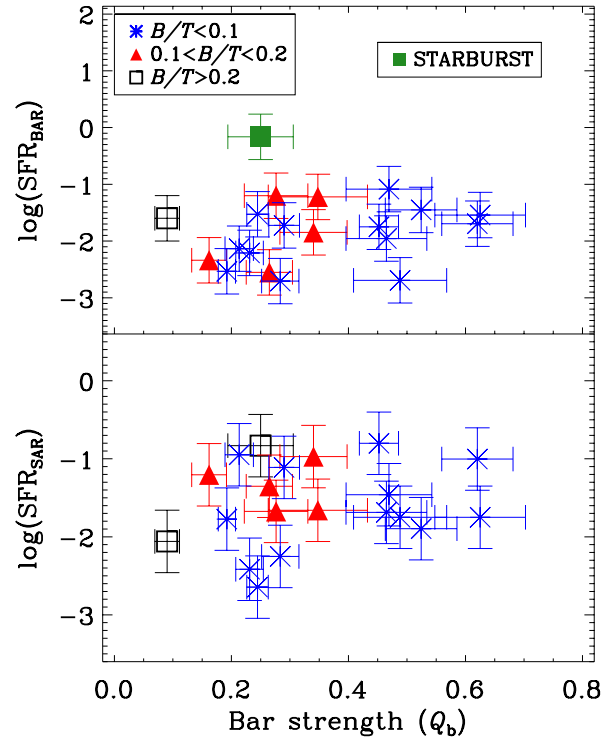 B/T<0.1
0.1<B/T<0.2
B/T>0.2
STARBURST
2
1
0
−1
−2
−3
log(SFR_BAR)
0
−1
−2
−3
log(SFR_SAR)
0.0 0.2 0.4 0.6 0.8
Bar strength (Q_b)